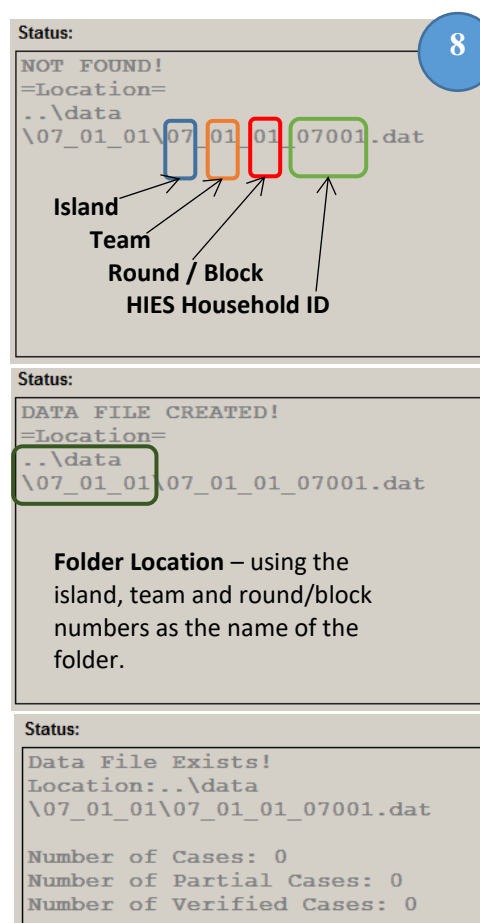 Status:
8
NOT FOUND!
=Location=
..\data
\07_01_01\07_01_01_07001.dat
Island
Team
Round / Block
HIES Household ID
Status:
DATA FILE CREATED!
=Location=
..\data
\07_01_01\07_01_01_07001.dat
Folder Location – using the
island, team and round/block
numbers as the name of the
folder.
Status:
Data File Exists!
Location:..\data
\07_01_01\07_01_01_07001.dat
Number of Cases: 0
Number of Partial Cases: 0
Number of Verified Cases: 0